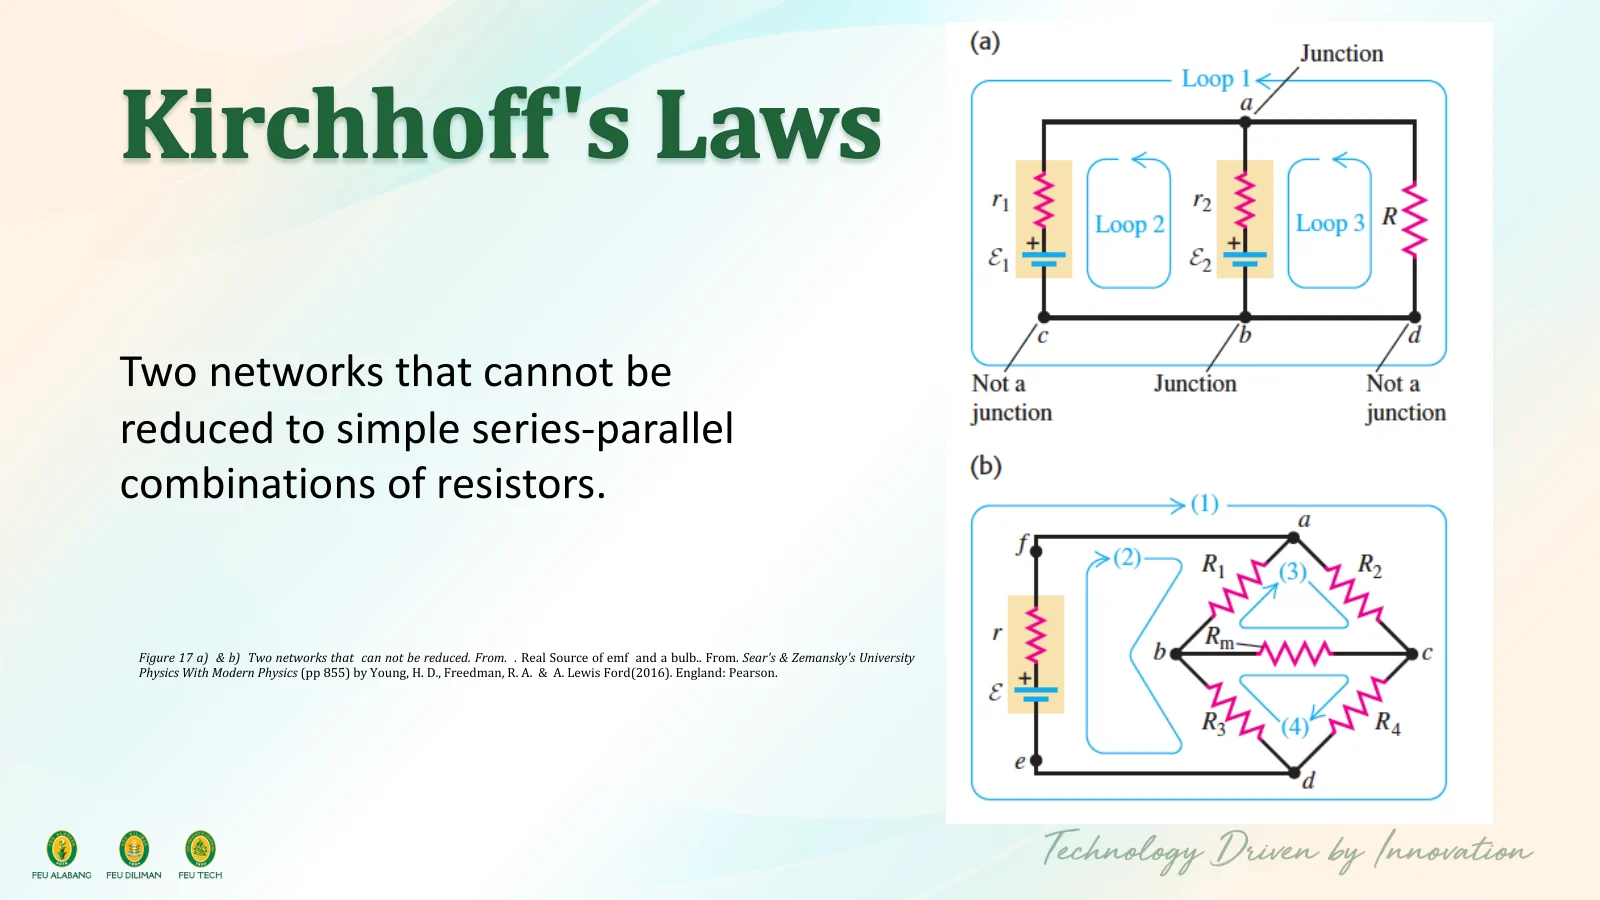 Kirchhoff's Laws
Two networks that cannot be
reduced to simple series-parallel
combinations of resistors.
Figure 17 a) & b) Two networks that can not be reduced. From. . Real Source of emf and a bulb.. From. Sear's & Zemansky's University
Physics With Modern Physics (pp 855) by Young, H. D., Freedman, R. A. & A. Lewis Ford(2016). England: Pearson.
(a)
Junction
Loop 1
a
r1
Loop 2
r2
Loop 3
R
+
+
ℰ1
ℰ2
c
b
d
Not a
junction
Junction
Not a
junction
(b)
(1)
a
f
(2)
R1
(3)
R2
r
Rm
b
c
+
ℰ
R3
(4)
R4
e
d
FEU ALABANG
FEU DILIMAN
FEU TECH
Technology Driven by Innovation